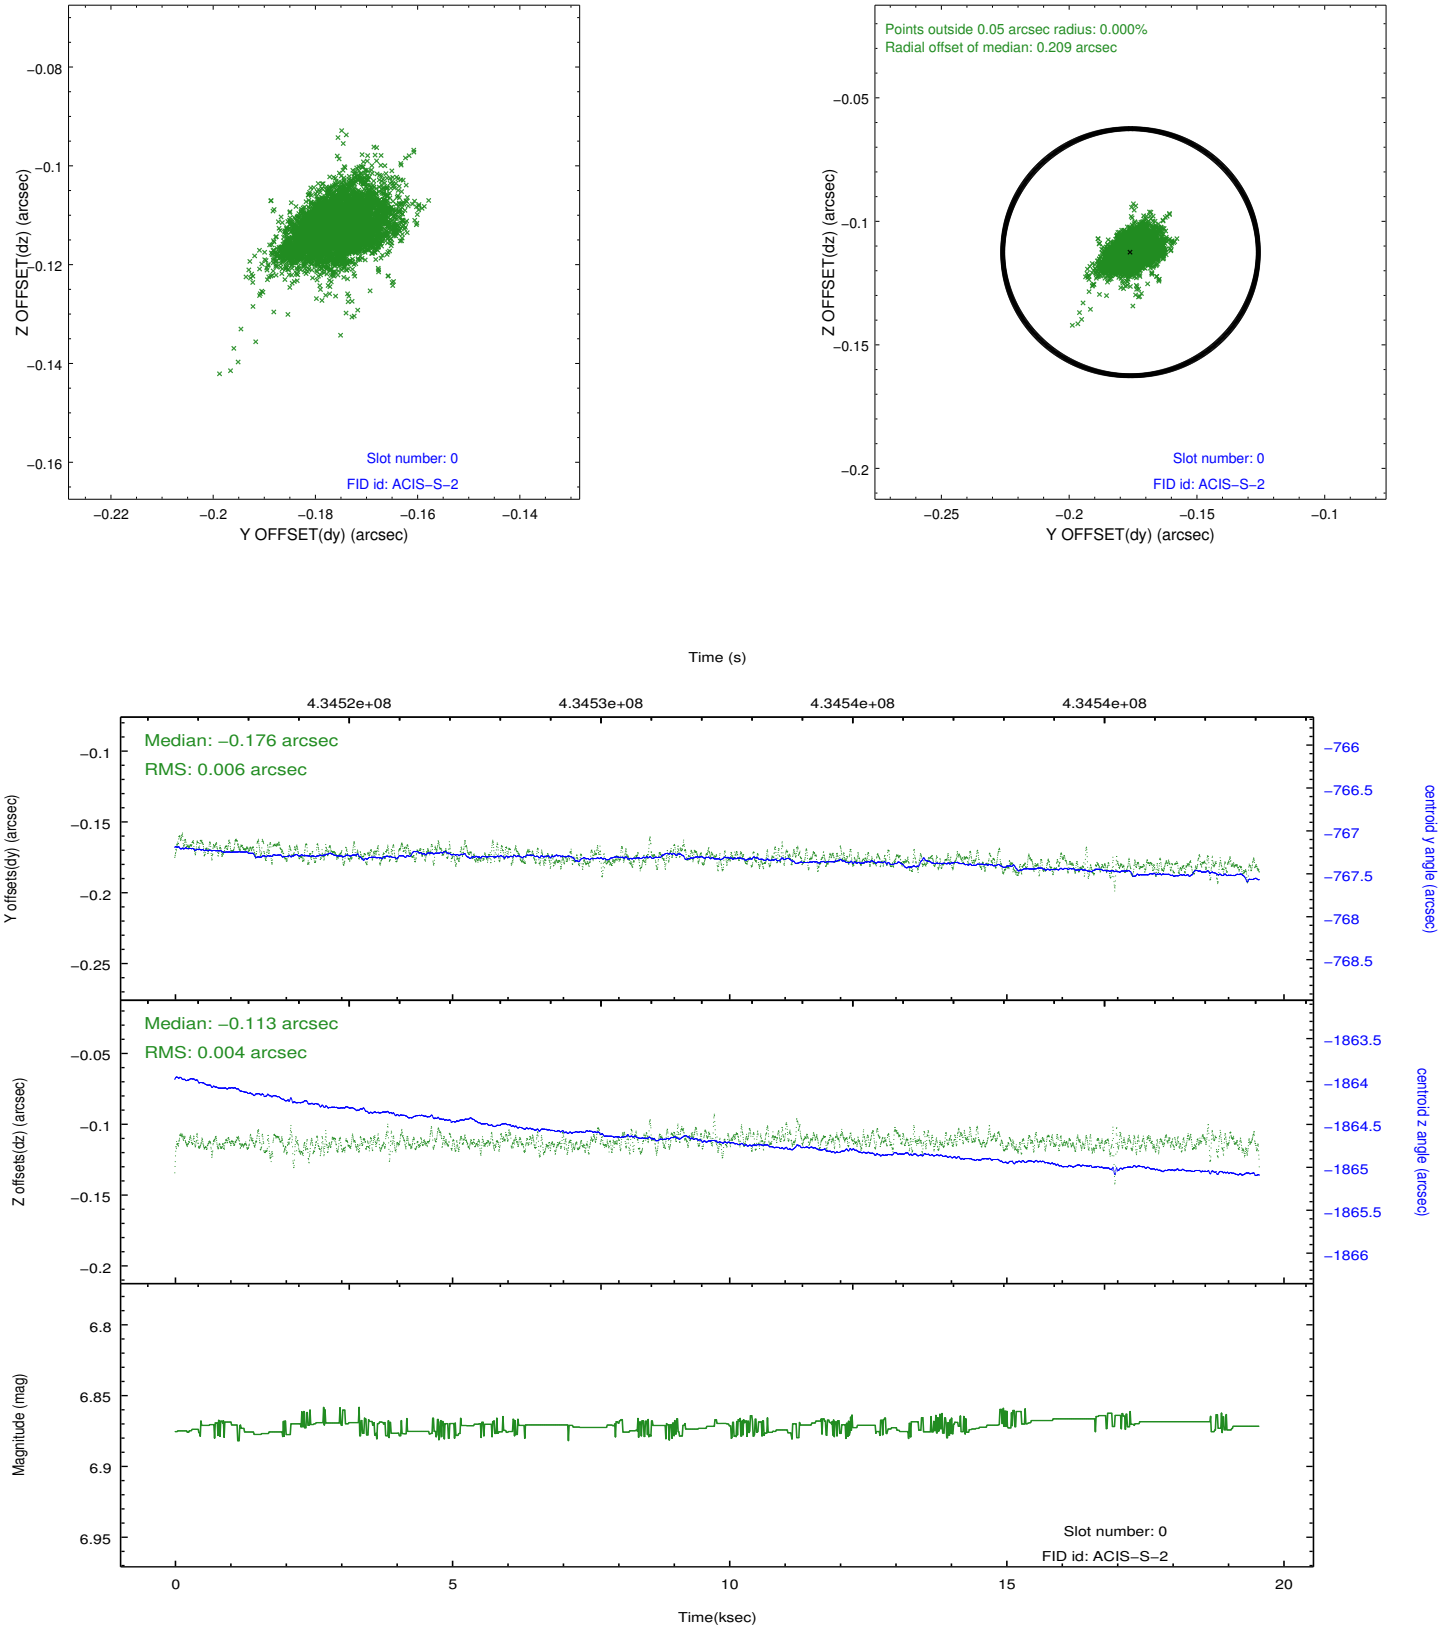 −0.08
−0.1
−0.12
−0.14
−0.16
Z OFFSET(dz) (arcsec)
Slot number: 0
FID id: ACIS−S−2
−0.22
−0.2
−0.18
−0.16
−0.14
Y OFFSET(dy) (arcsec)
Points outside 0.05 arcsec radius: 0.000%
Radial offset of median: 0.209 arcsec
−0.05
−0.1
−0.15
−0.2
Z OFFSET(dz) (arcsec)
Slot number: 0
FID id: ACIS−S−2
−0.25
−0.2
−0.15
−0.1
Y OFFSET(dy) (arcsec)
Time (s)
4.3452e+08
4.3453e+08
4.3454e+08
4.3454e+08
Median: −0.176 arcsec
RMS: 0.006 arcsec
−0.1
−0.15
−0.2
−0.25
Y offsets(dy) (arcsec)
−766
−766.5
−767
−767.5
−768
−768.5
centroid y angle (arcsec)
Median: −0.113 arcsec
RMS: 0.004 arcsec
−0.05
−0.1
−0.15
−0.2
Z offsets(dz) (arcsec)
−1863.5
−1864
−1864.5
−1865
−1865.5
−1866
centroid z angle (arcsec)
6.8
6.85
6.9
6.95
Magnitude (mag)
Slot number: 0
FID id: ACIS−S−2
0
5
10
15
20
Time(ksec)